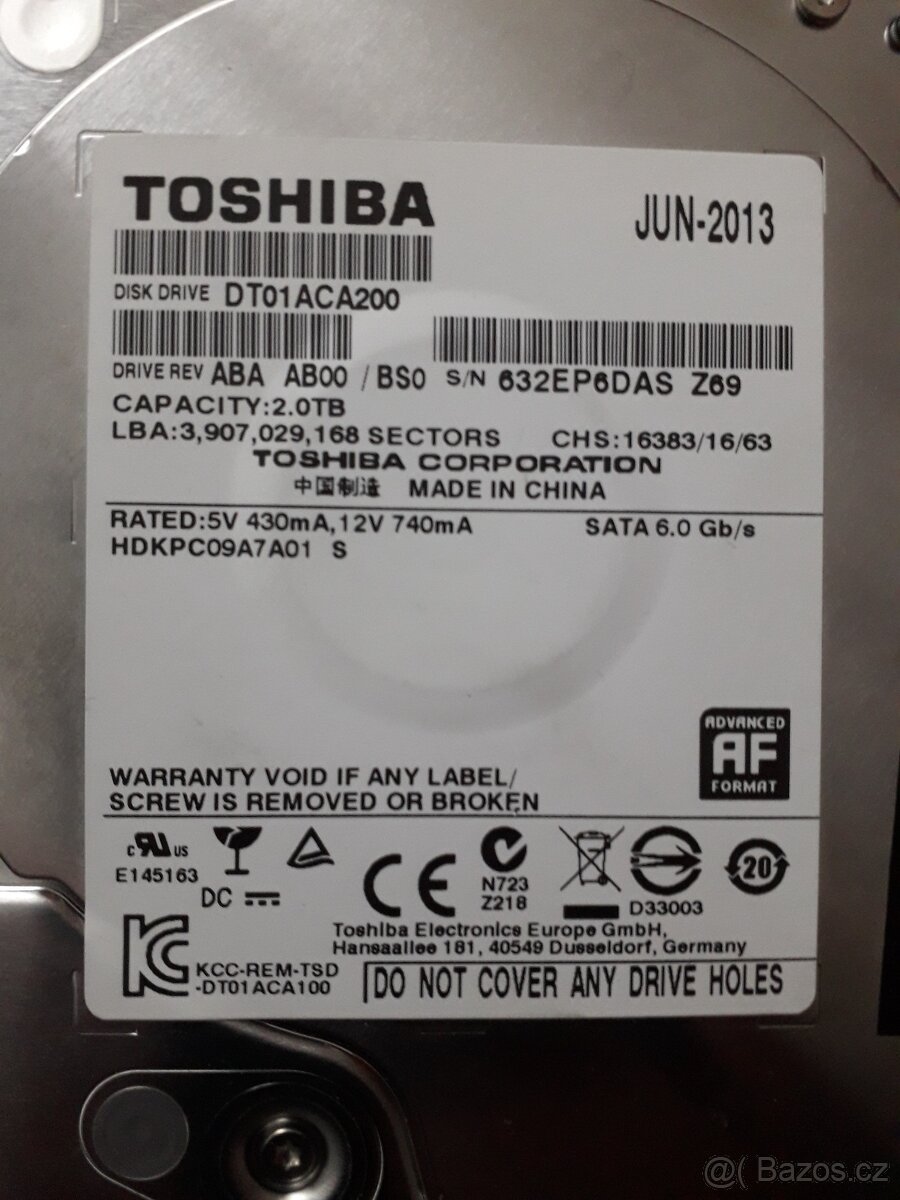 TOSHIBA
JUN-2013
DISK DRIVE DT01ACA200
DRIVE REV ABA AB00 / BS0 S/N 632EP6DAS Z69
CAPACITY:2.0TB
LBA:3,907,029,168 SECTORS CHS:16383/16/63
TOSHIBA CORPORATION
中国制造 MADE IN CHINA
RATED:5V 430mA,12V 740mA SATA 6.0 Gb/s
HDKPC09A7A01 S
ADVANCED
AF
FORMAT
WARRANTY VOID IF ANY LABEL/
SCREW IS REMOVED OR BROKEN
c RU US
E145163
DC
CE
N723
Z218
D33003
20
Toshiba Electronics Europe GmbH,
Hansaallee 181, 40549 Dusseldorf, Germany
KC
KCC-REM-TSD
-DT01ACA100
DO NOT COVER ANY DRIVE HOLES
@( Bazos.cz